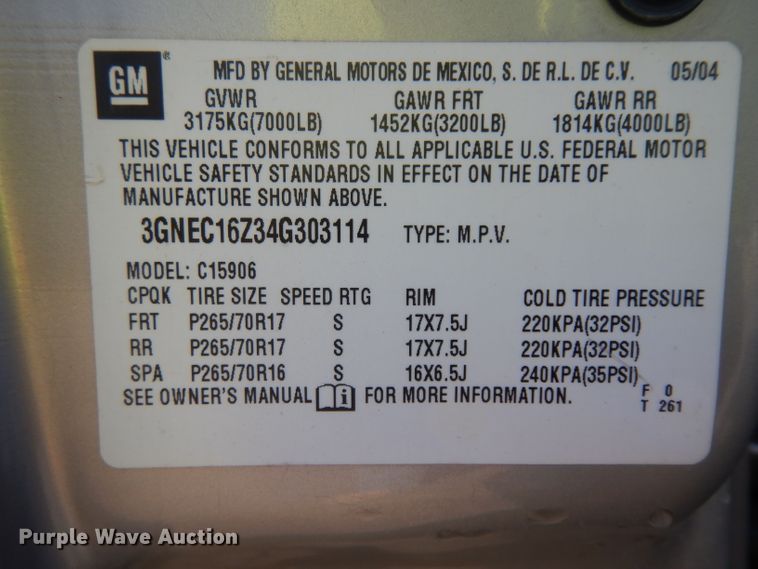 GM ®
MFD BY GENERAL MOTORS DE MEXICO, S. DE R.L. DE C.V. 05/04
GVWR GAWR FRT GAWR RR
3175KG(7000LB) 1452KG(3200LB) 1814KG(4000LB)
THIS VEHICLE CONFORMS TO ALL APPLICABLE U.S. FEDERAL MOTOR
VEHICLE SAFETY STANDARDS IN EFFECT ON THE DATE OF
MANUFACTURE SHOWN ABOVE.
3GNEC16Z34G303114 TYPE: M.P.V.
MODEL: C15906
CPQK TIRE SIZE SPEED RTG RIM COLD TIRE PRESSURE
FRT P265/70R17 S 17X7.5J 220KPA(32PSI)
RR P265/70R17 S 17X7.5J 220KPA(32PSI)
SPA P265/70R16 S 16X6.5J 240KPA(35PSI)
SEE OWNER'S MANUAL i FOR MORE INFORMATION.
F 0
T 261
Purple Wave Auction